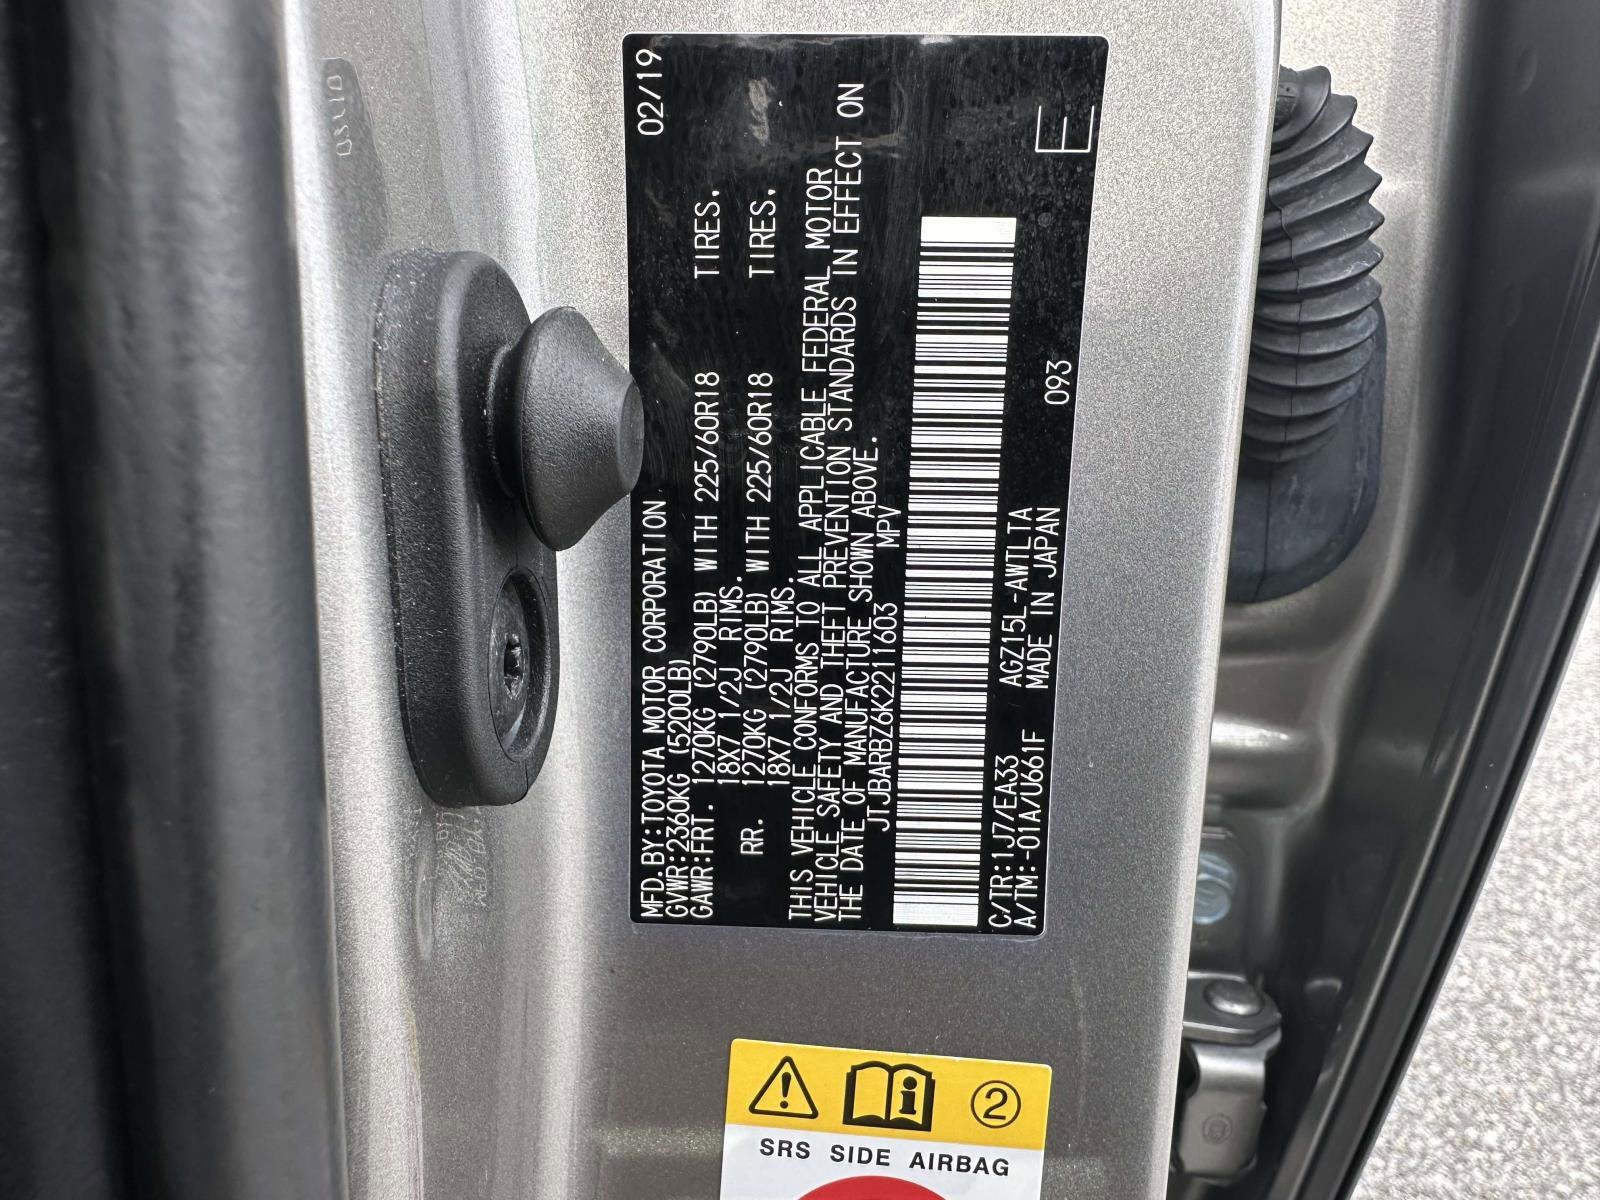 MFD. BY:TOYOTA MOTOR CORPORATION 02/19
GVWR:2360KG (5200LB)
GAWR:FRT. 1270KG (2790LB) WITH 225/60R18 TIRES.
18X7 1/2J RIMS.
RR. 1270KG (2790LB) WITH 225/60R18 TIRES.
18X7 1/2J RIMS.
THIS VEHICLE CONFORMS TO ALL APPLICABLE FEDERAL MOTOR
VEHICLE SAFETY AND THEFT PREVENTION STANDARDS IN EFFECT ON
THE DATE OF MANUFACTURE SHOWN ABOVE.
JTJBARBZ6K2211603 MPV
C/TR:1J7/EA33 AGZ15L-AWTLTA
A/TM:-01A/U661F MADE IN JAPAN 093
E
2
SRS SIDE AIRBAG